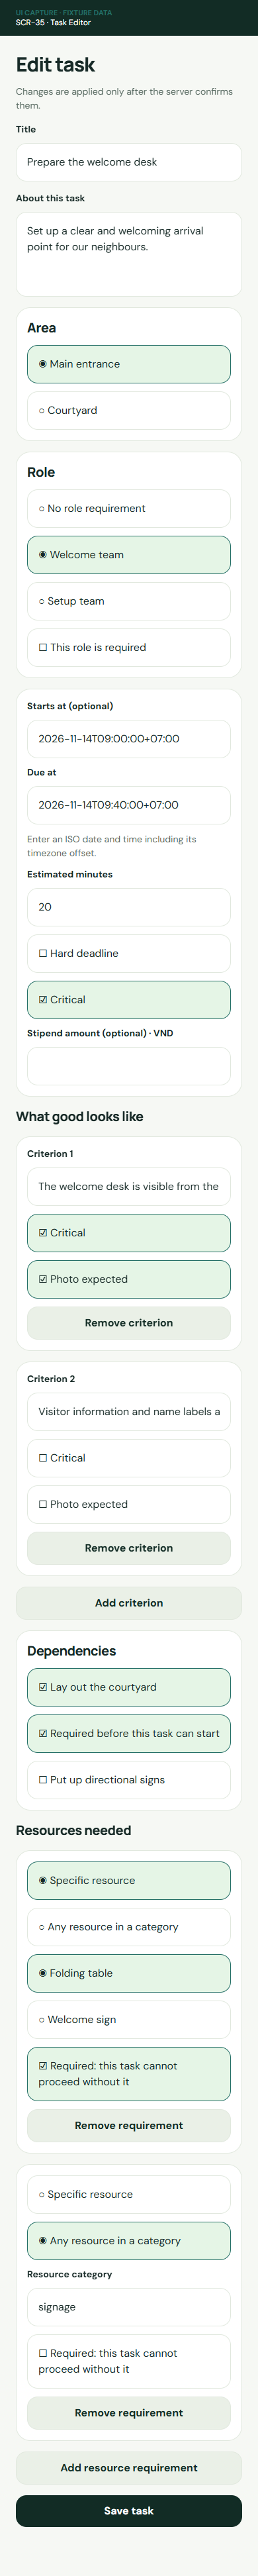 UI CAPTURE · FIXTURE DATA
SCR-35 · Task Editor
Edit task
Changes are applied only after the server confirms
them.
Title
Prepare the welcome desk
About this task
Set up a clear and welcoming arrival
point for our neighbours.
Area
◉ Main entrance
○ Courtyard
Role
○ No role requirement
◉ Welcome team
○ Setup team
☐ This role is required
Starts at (optional)
2026-11-14T09:00:00+07:00
Due at
2026-11-14T09:40:00+07:00
Enter an ISO date and time including its
timezone offset.
Estimated minutes
20
☐ Hard deadline
☑ Critical
Stipend amount (optional) · VND
What good looks like
Criterion 1
The welcome desk is visible from the
☑ Critical
☑ Photo expected
Remove criterion
Criterion 2
Visitor information and name labels a
☐ Critical
☐ Photo expected
Remove criterion
Add criterion
Dependencies
☑ Lay out the courtyard
☑ Required before this task can start
☐ Put up directional signs
Resources needed
◉ Specific resource
○ Any resource in a category
◉ Folding table
○ Welcome sign
☑ Required: this task cannot
proceed without it
Remove requirement
○ Specific resource
◉ Any resource in a category
Resource category
signage
☐ Required: this task cannot
proceed without it
Remove requirement
Add resource requirement
Save task